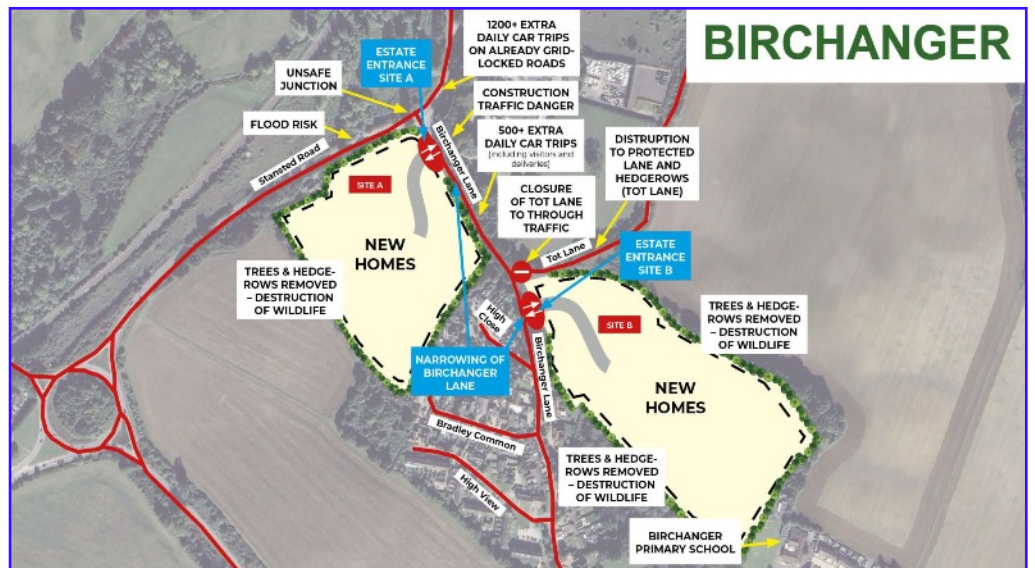 BIRCHANGER
1200+ EXTRA
DAILY CAR TRIPS
ON ALREADY GRID-
LOCKED ROADS
ESTATE
ENTRANCE
SITE A
UNSAFE
JUNCTION
CONSTRUCTION
TRAFFIC DANGER
FLOOD RISK
500+ EXTRA
DAILY CAR TRIPS
(including visitors and
deliveries)
DISTRUPTION
TO PROTECTED
LANE AND
HEDGEROWS
(TOT LANE)
Stansted Road
Birchanger Lane
SITE A
CLOSURE
OF TOT LANE
TO THROUGH
TRAFFIC
NEW
HOMES
Tot Lane
ESTATE
ENTRANCE
SITE B
TREES & HEDGE-
ROWS REMOVED
– DESTRUCTION
OF WILDLIFE
High
Close
SITE B
TREES & HEDGE-
ROWS REMOVED
– DESTRUCTION
OF WILDLIFE
NARROWING OF
BIRCHANGER
LANE
Birchanger Lane
NEW
HOMES
Bradley Common
High View
TREES & HEDGE-
ROWS REMOVED
– DESTRUCTION
OF WILDLIFE
BIRCHANGER
PRIMARY SCHOOL